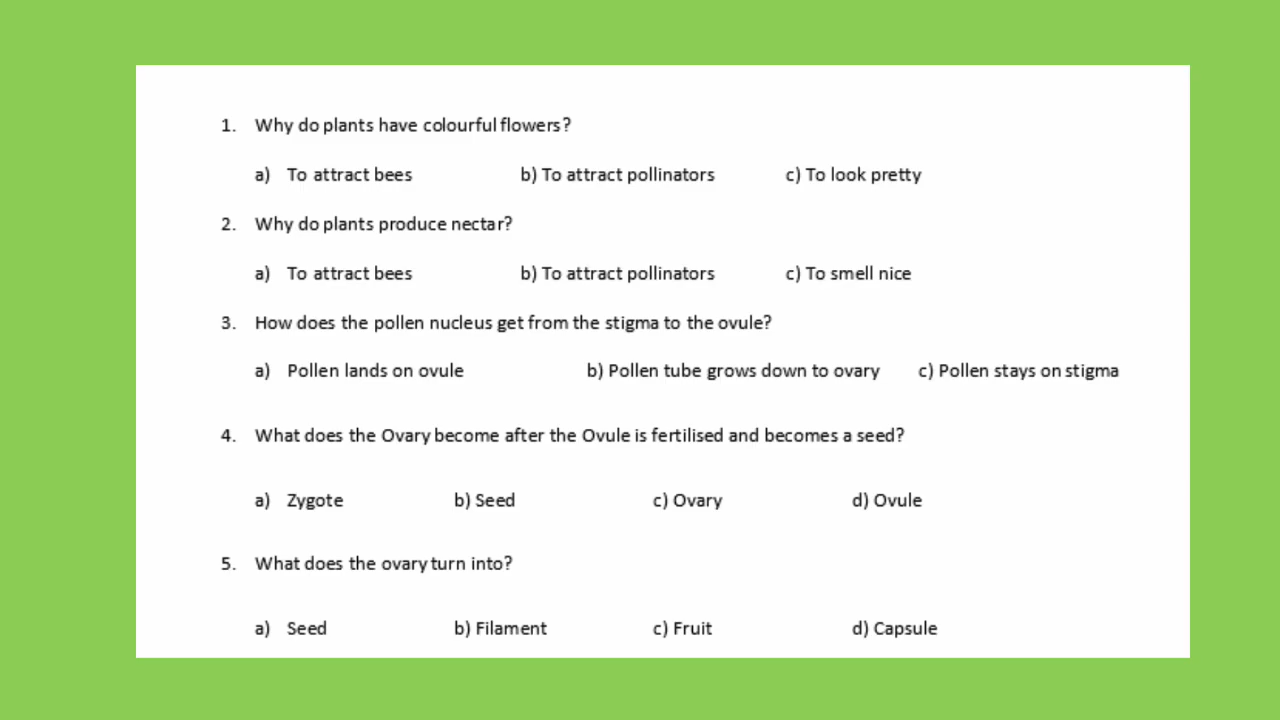 1. Why do plants have colourful flowers?
a) To attract bees b) To attract pollinators c) To look pretty
2. Why do plants produce nectar?
a) To attract bees b) To attract pollinators c) To smell nice
3. How does the pollen nucleus get from the stigma to the ovule?
a) Pollen lands on ovule b) Pollen tube grows down to ovary c) Pollen stays on stigma
4. What does the Ovary become after the Ovule is fertilised and becomes a seed?
a) Zygote b) Seed c) Ovary d) Ovule
5. What does the ovary turn into?
a) Seed b) Filament c) Fruit d) Capsule